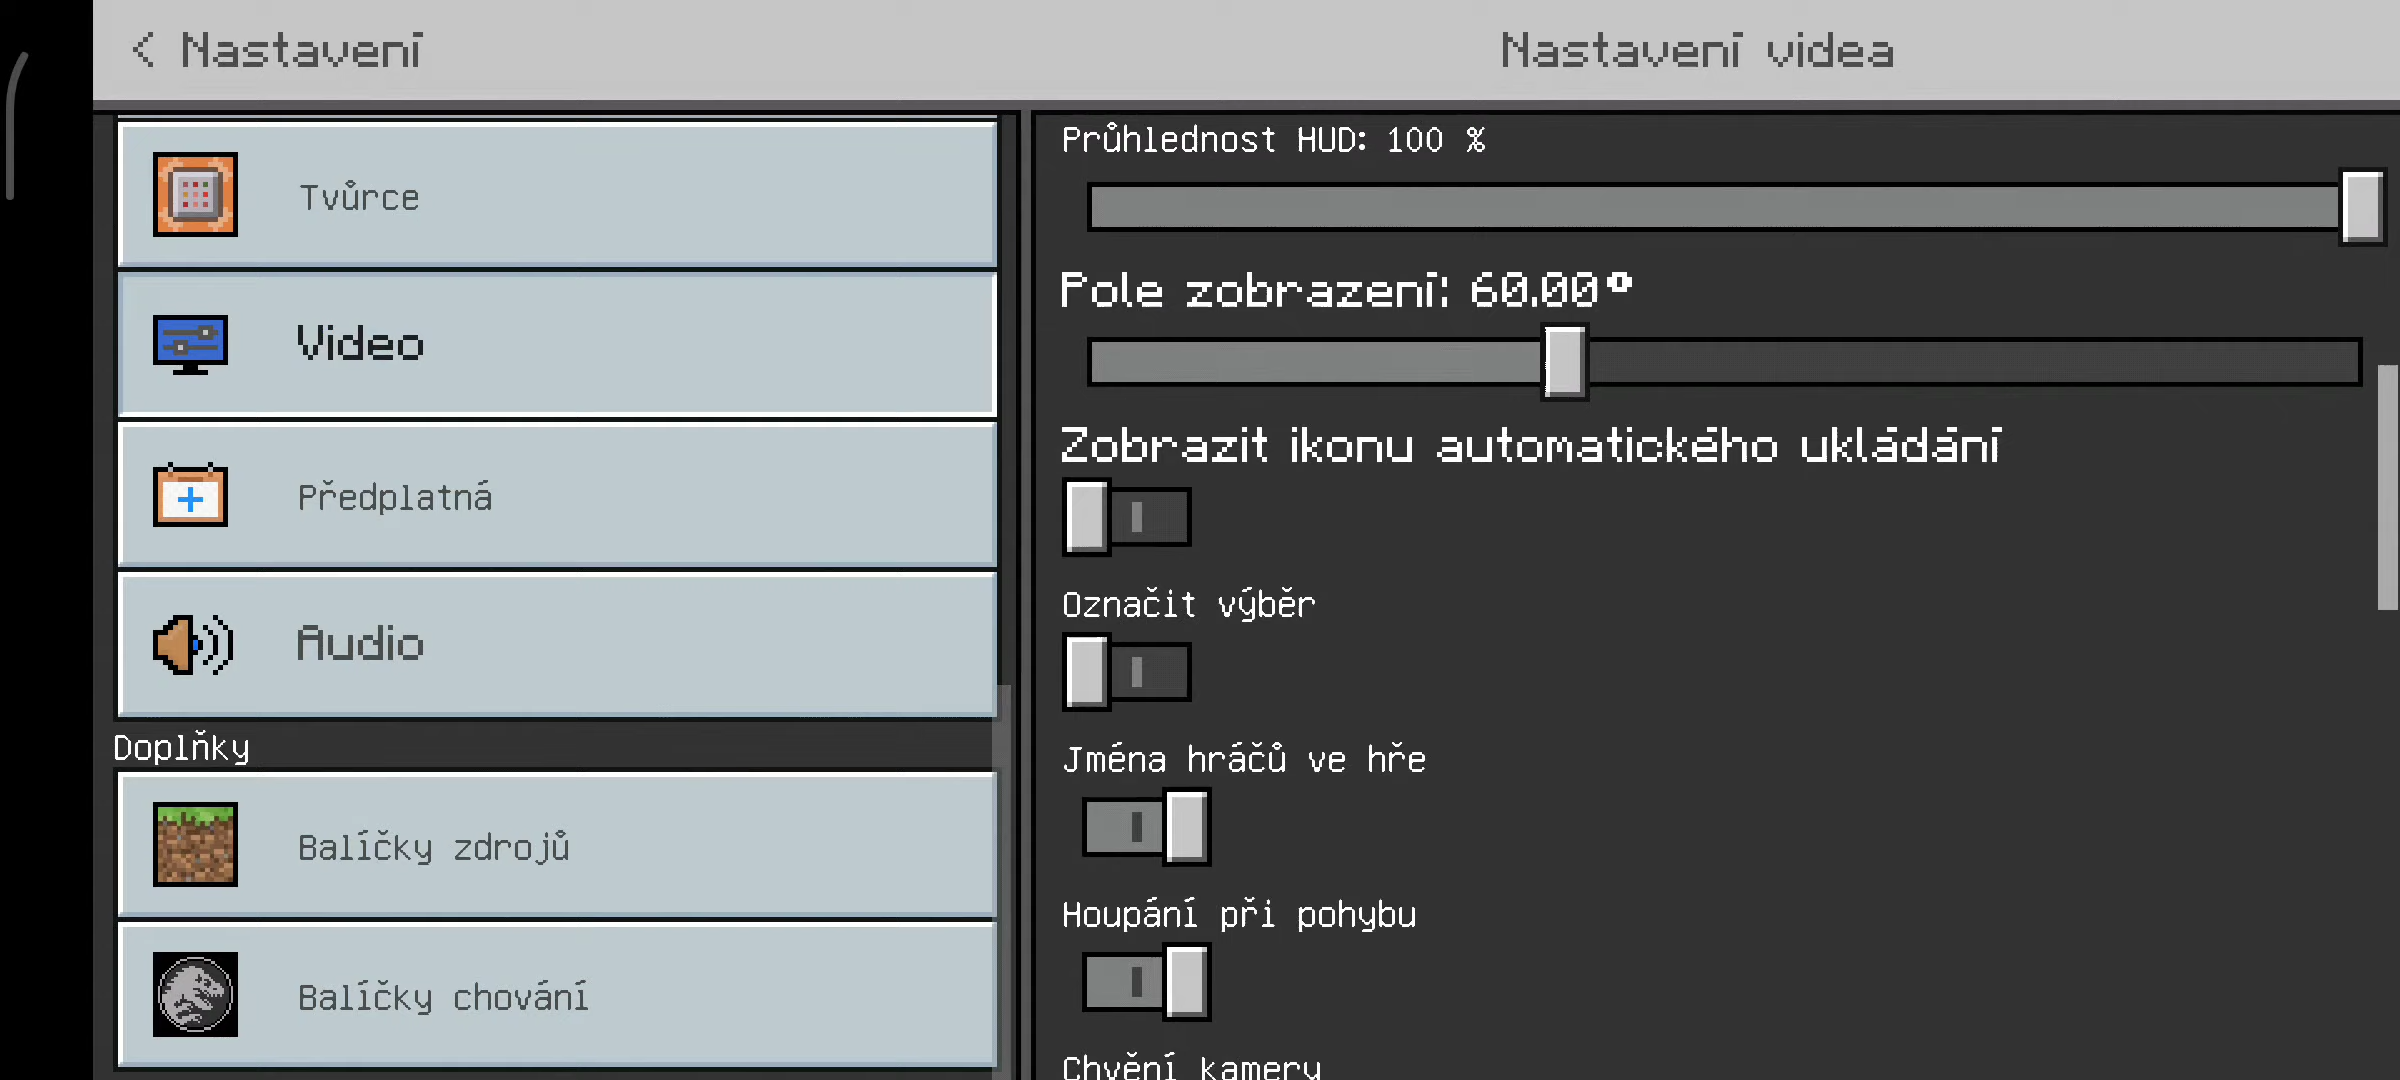 < Nastavení
Nastavení videa
Tvůrce
Video
Předplatná
Audio
Doplňky
Balíčky zdrojů
Balíčky chování
Průhlednost HUD: 100 %
Pole zobrazení: 60.00°
Zobrazit ikonu automatického ukládání
Označit výběr
Jména hráčů ve hře
Houpání při pohybu
Chvění kamery